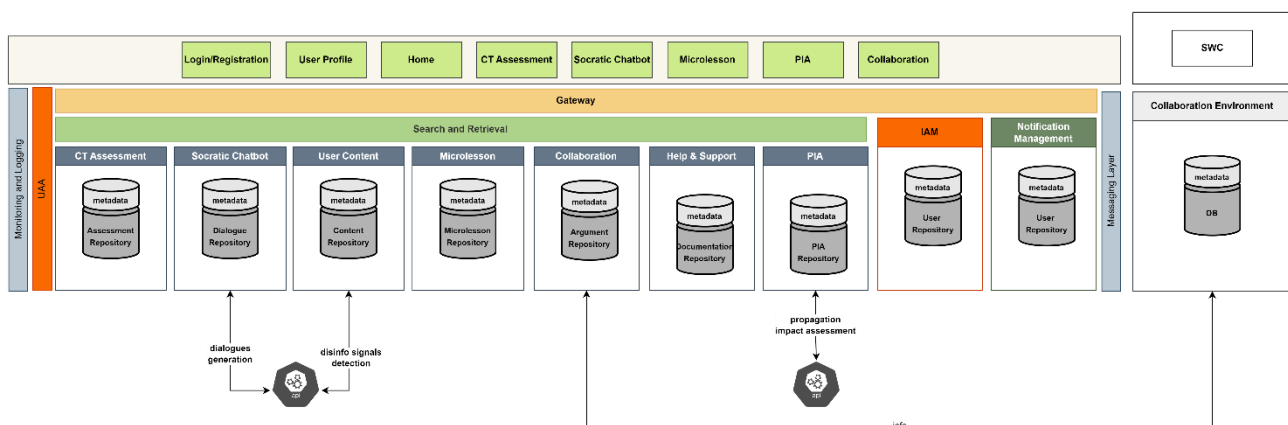 SWC
Login/Registration
User Profile
Home
CT Assessment
Socratic Chatbot
Microlesson
PIA
Collaboration
Monitoring and Logging
UAA
Gateway
Messaging Layer
Collaboration Environment
Search and Retrieval
IAM
Notification
Management
CT Assessment
Socratic Chatbot
User Content
Microlesson
Collaboration
Help & Support
PIA
metadata
Assessment
Repository
metadata
Dialogue
Repository
metadata
Content
Repository
metadata
Microlesson
Repository
metadata
Argument
Repository
metadata
Documentation
Repository
metadata
PIA
Repository
metadata
User
Repository
metadata
User
Repository
metadata
DB
dialogues
generation
disinfo signals
detection
propagation
impact assessment
api
api